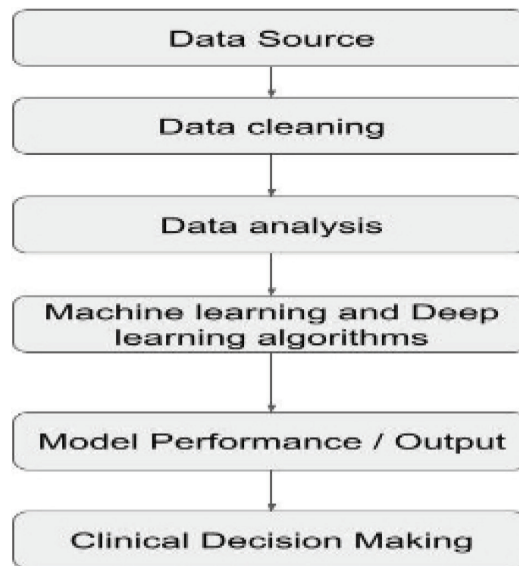 Data Source
Data cleaning
Data analysis
Machine learning and Deep
learning algorithms
Model Performance / Output
Clinical Decision Making